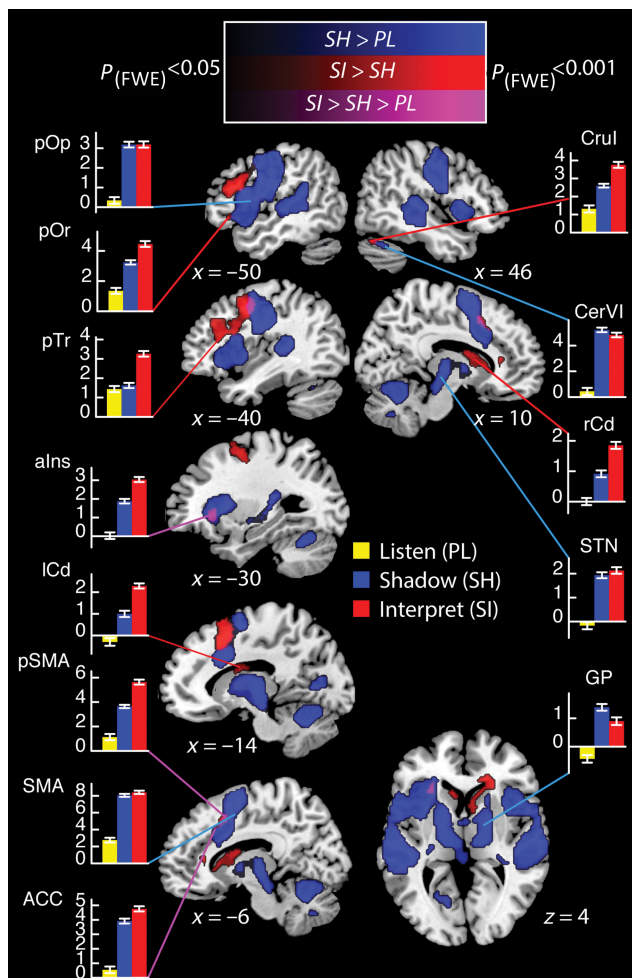 SH > PL
P(FWE)<0.05 SI > SH P(FWE)<0.001
SI > SH > PL
pOp
3
2
1
0
CruI
4
3
2
1
0
pOr
4
3
2
1
0
x = –50
x = 46
pTr
4
3
2
1
0
CerVI
4
2
0
x = –40
x = 10
rCd
2
1
0
aIns
3
2
1
0
x = –30
Listen (PL)
Shadow (SH)
Interpret (SI)
STN
2
1
0
lCd
2
1
0
pSMA
6
4
2
0
x = –14
GP
1
0
SMA
8
6
4
2
0
ACC
5
4
3
2
1
0
x = –6
z = 4